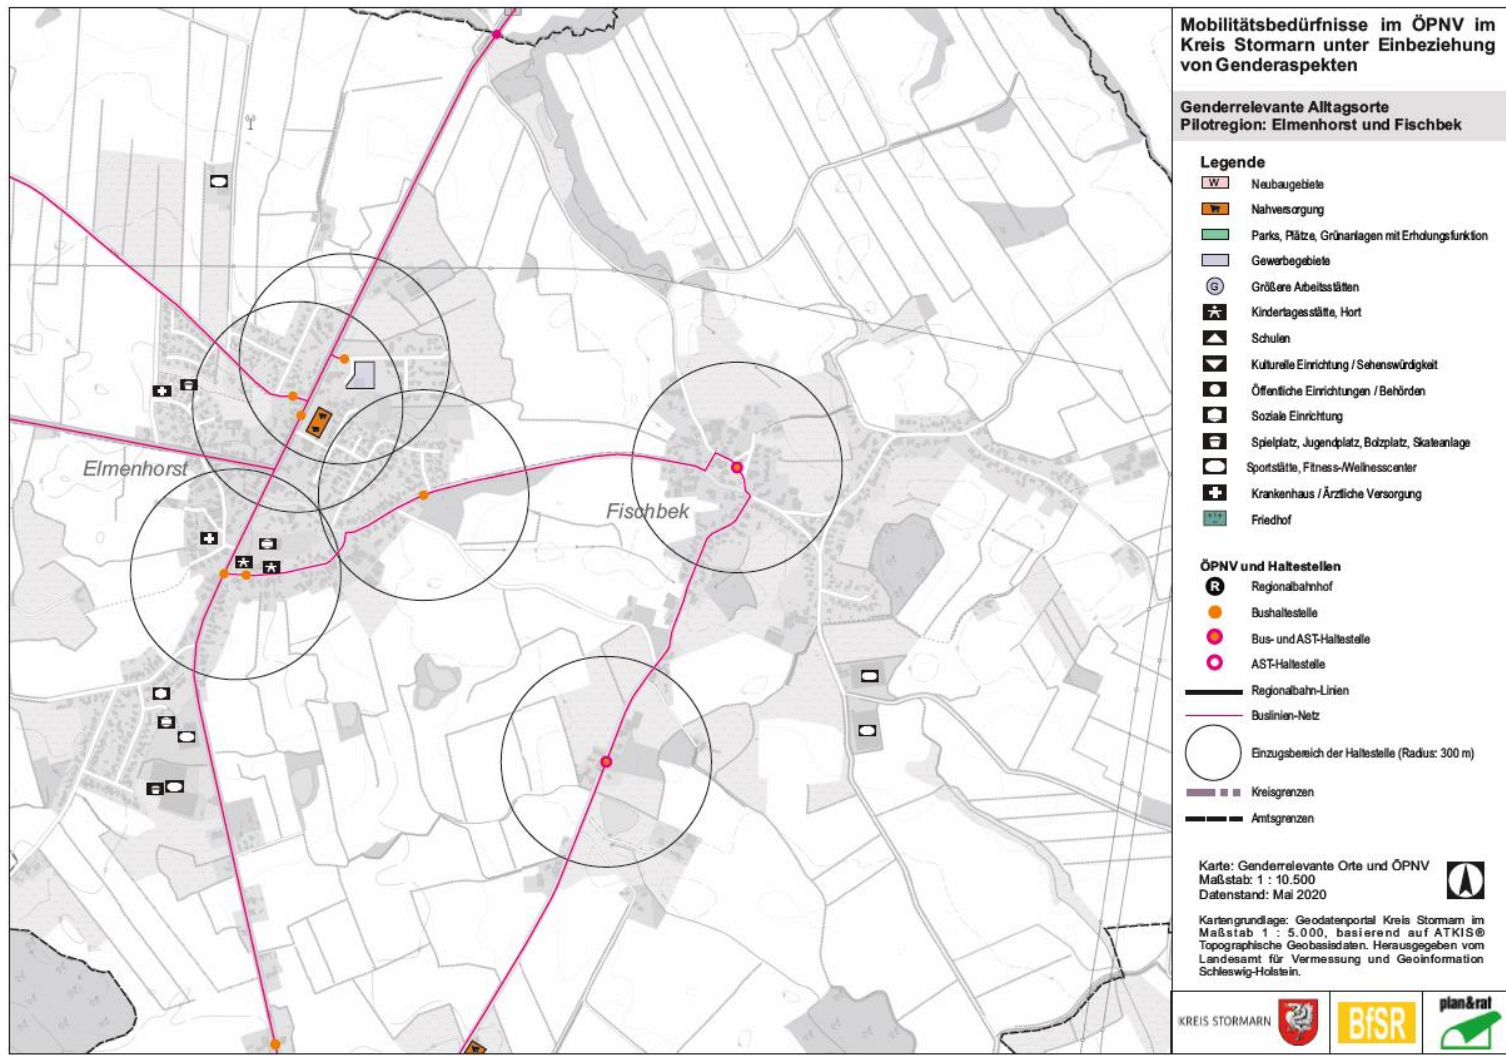 Elmenhorst
Fischbek
Mobilitätsbedürfnisse im ÖPNV im
Kreis Stormarn unter Einbeziehung
von Genderaspekten
Genderrelevante Alltagsorte
Pilotregion: Elmenhorst und Fischbek
Legende
W Neubaugebiete
Nahversorgung
Parks, Plätze, Grünanlagen mit Erholungsfunktion
Gewerbegebiete
G Größere Arbeitsstätten
Kindertagesstätte, Hort
Schulen
Kulturelle Einrichtung / Sehenswürdigkeit
Öffentliche Einrichtungen / Behörden
Soziale Einrichtung
Spielplatz, Jugendplatz, Bolzplatz, Skateanlage
Sportstätte, Fitness-/Wellnesscenter
Krankenhaus / Ärztliche Versorgung
Friedhof
ÖPNV und Haltestellen
R Regionalbahnhof
Bushaltestelle
Bus- und AST-Haltestelle
AST-Haltestelle
Regionalbahn-Linien
Buslinien-Netz
Einzugsbereich der Haltestelle (Radius: 300 m)
Kreisgrenzen
Amtsgrenzen
Karte: Genderrelevante Orte und ÖPNV
Maßstab: 1 : 10.500
Datenstand: Mai 2020
Kartengrundlage: Geodatenportal Kreis Stormarn im
Maßstab 1 : 5.000, basierend auf ATKIS®
Topographische Geobasisdaten. Herausgegeben vom
Landesamt für Vermessung und Geoinformation
Schleswig-Holstein.
KREIS STORMARN
BfSR
plan&rat